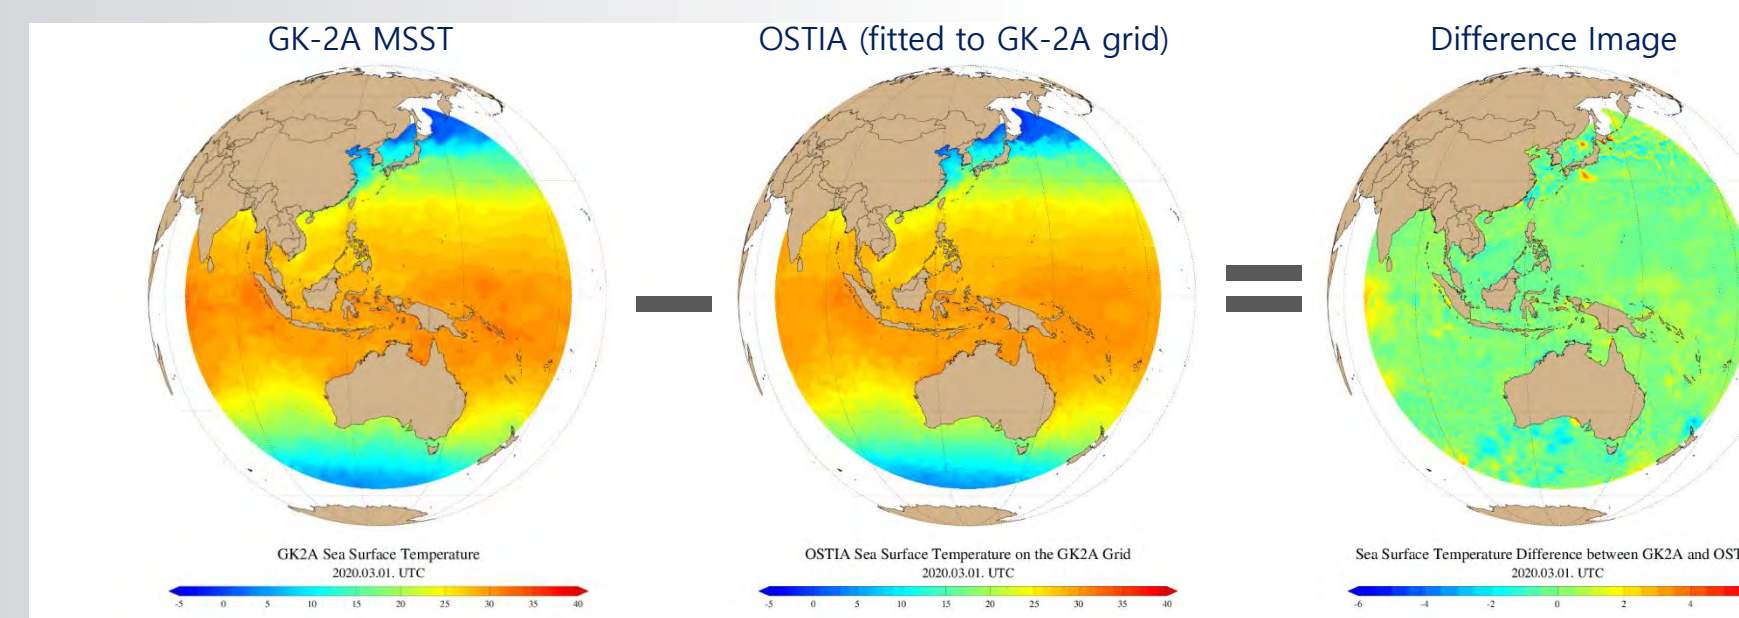 GK-2A MSST
OSTIA (fitted to GK-2A grid)
Difference Image
GK2A Sea Surface Temperature
2020.03.01. UTC
-5 0 5 10 15 20 25 30 35 40
OSTIA Sea Surface Temperature on the GK2A Grid
2020.03.01. UTC
-5 0 5 10 15 20 25 30 35 40
Sea Surface Temperature Difference between GK2A and OST
2020.03.01. UTC
-6 -4 -2 0 2 4